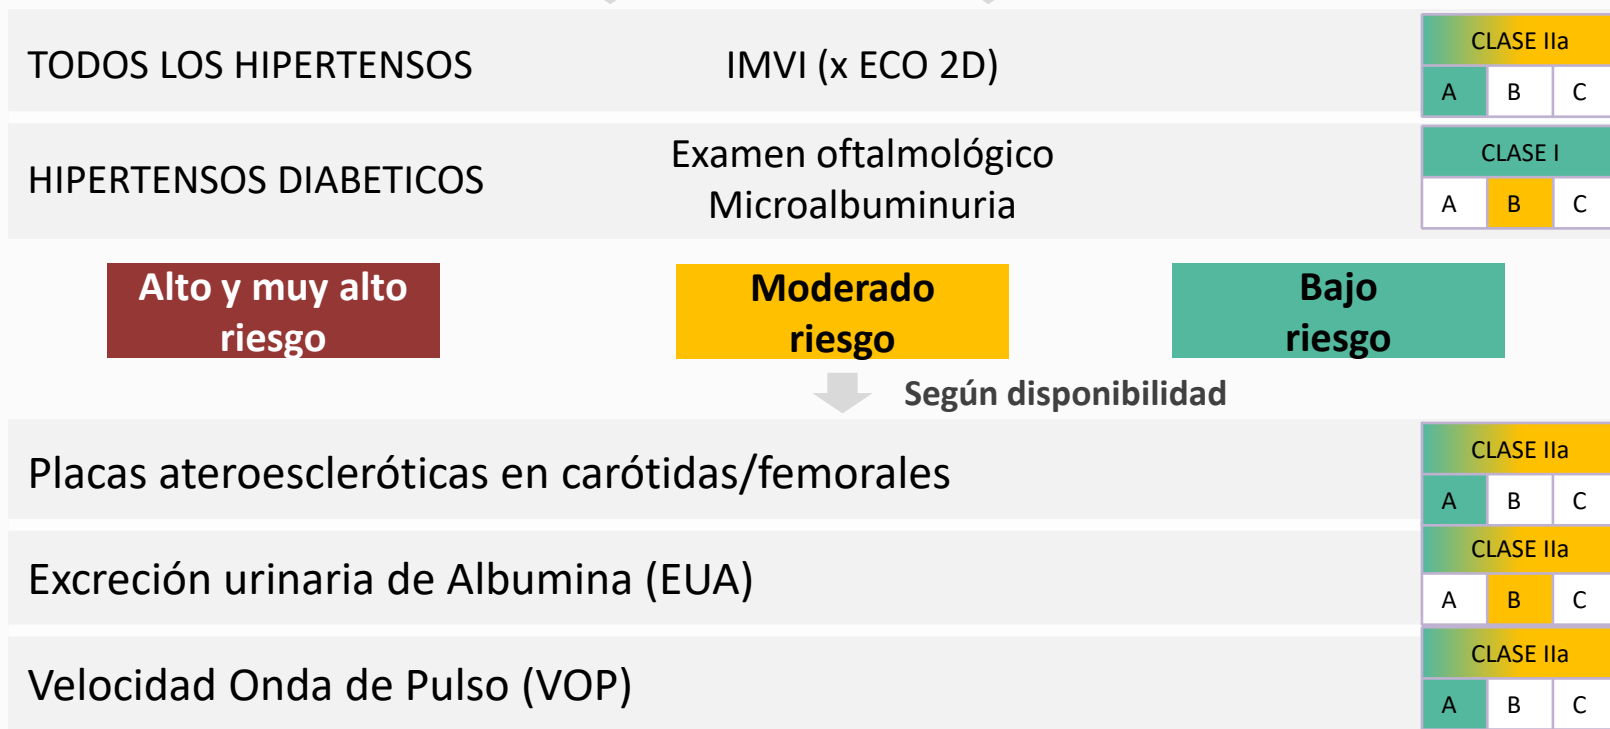 TODOS LOS HIPERTENSOS
IMVI (x ECO 2D)
CLASE IIa
A B C
HIPERTENSOS DIABETICOS
Examen oftalmológico
Microalbuminuria
CLASE I
A B C
Alto y muy alto
riesgo
Moderado
riesgo
Bajo
riesgo
Según disponibilidad
Placas ateroescleróticas en carótidas/femorales
CLASE IIa
A B C
Excreción urinaria de Albumina (EUA)
CLASE IIa
A B C
Velocidad Onda de Pulso (VOP)
CLASE IIa
A B C